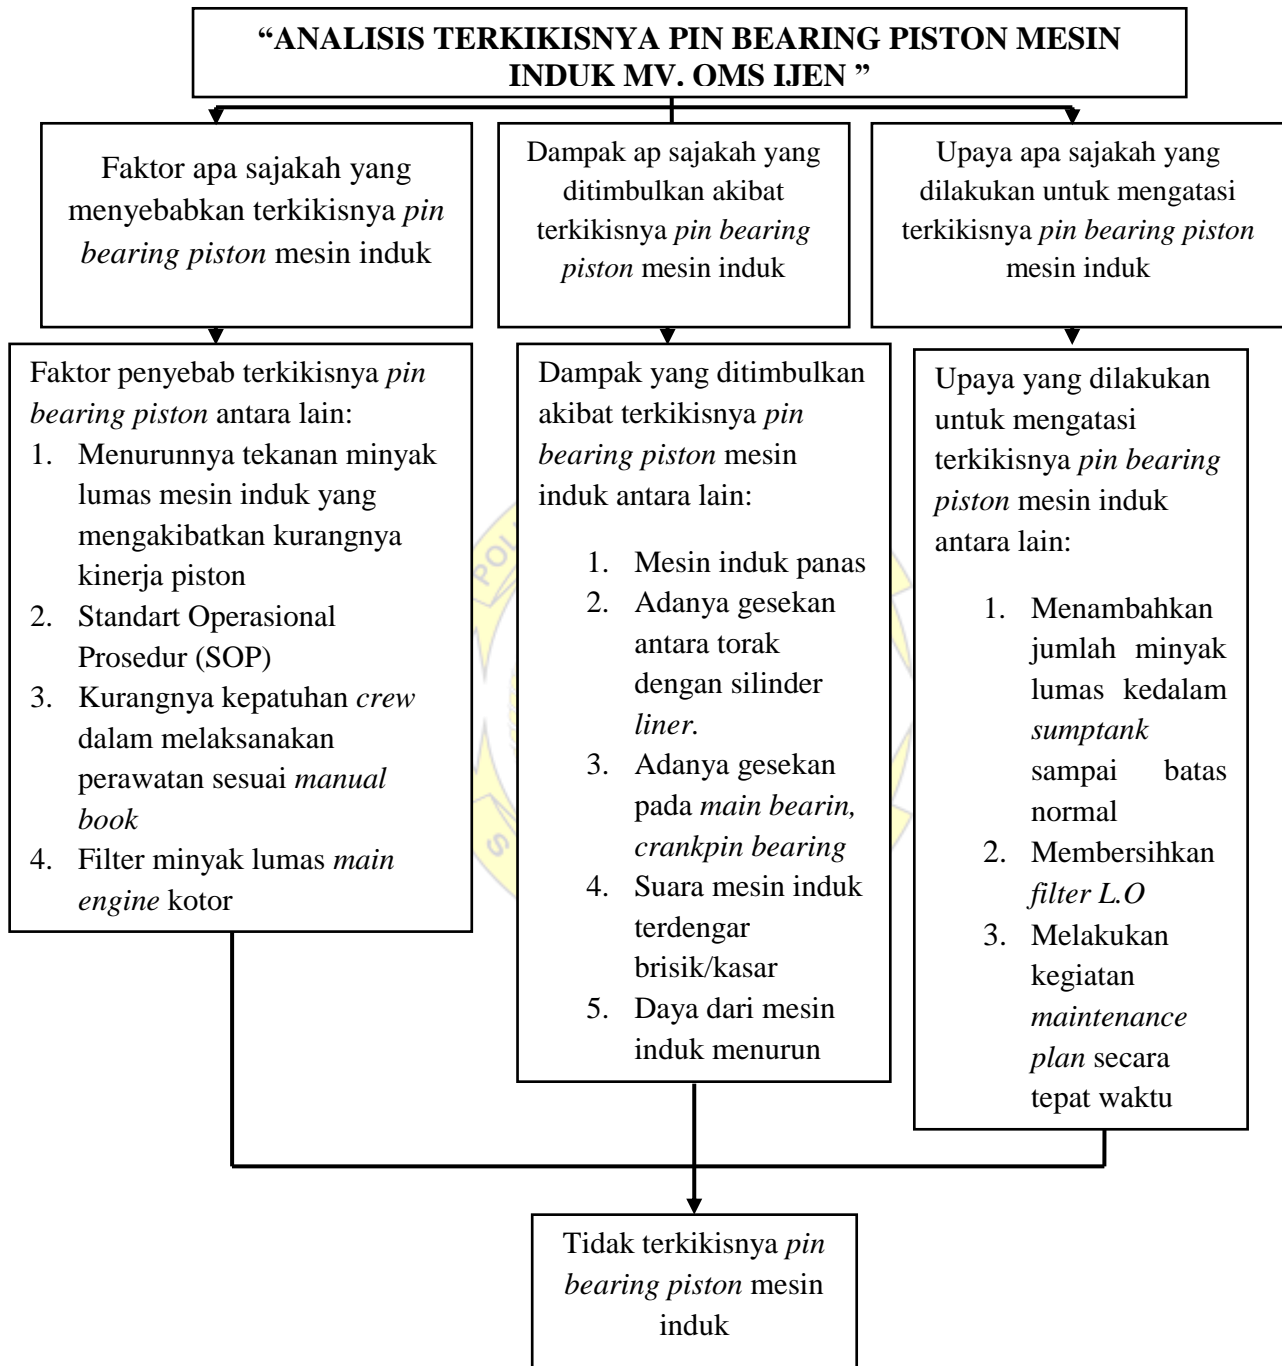 “ANALISIS TERKIKISNYA PIN BEARING PISTON MESIN
INDUK MV. OMS IJEN ”
Faktor apa sajakah yang
menyebabkan terkikisnya pin
bearing piston mesin induk
Dampak ap sajakah yang
ditimbulkan akibat
terkikisnya pin bearing
piston mesin induk
Upaya apa sajakah yang
dilakukan untuk mengatasi
terkikisnya pin bearing piston
mesin induk
Faktor penyebab terkikisnya pin
bearing piston antara lain:
1. Menurunnya tekanan minyak
lumas mesin induk yang
mengakibatkan kurangnya
kinerja piston
2. Standart Operasional
Prosedur (SOP)
3. Kurangnya kepatuhan crew
dalam melaksanakan
perawatan sesuai manual
book
4. Filter minyak lumas main
engine kotor
Dampak yang ditimbulkan
akibat terkikisnya pin
bearing piston mesin
induk antara lain:
1. Mesin induk panas
2. Adanya gesekan
antara torak
dengan silinder
liner.
3. Adanya gesekan
pada main bearin,
crankpin bearing
4. Suara mesin induk
terdengar
brisik/kasar
5. Daya dari mesin
induk menurun
Upaya yang dilakukan
untuk mengatasi
terkikisnya pin bearing
piston mesin induk
antara lain:
1. Menambahkan
jumlah minyak
lumas kedalam
sumptank
sampai batas
normal
2. Membersihkan
filter L.O
3. Melakukan
kegiatan
maintenance
plan secara
tepat waktu
Tidak terkikisnya pin
bearing piston mesin
induk